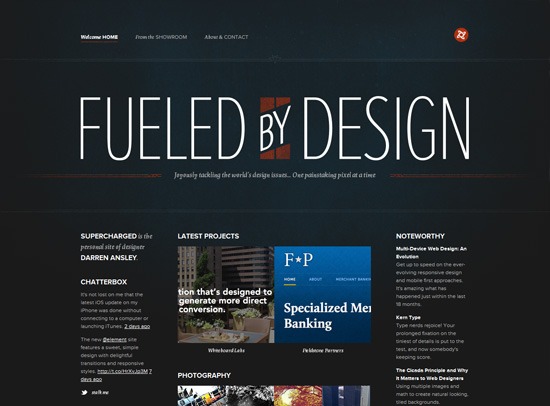 Welcome HOME
From the SHOWROOM
About & CONTACT
FUELED BY DESIGN
Joyously tackling the world's design issues... One painstaking pixel at a time
SUPERCHARGED is the
personal site of designer
DARREN ANSLEY.
CHATTERBOX
It's not lost on me that the
latest iOS update on my
iPhone was done without
connecting to a computer or
launching iTunes. 2 days ago
The new @element site
features a sweet, simple
design with delightful
transitions and responsive
styles. 7
days ago
LATEST PROJECTS
tion that's designed to
generate more direct
conversion.
Whiteboard Labs
F★P
HOME
ABOUT
MERCHANT BANKIN
Specialized Mer
Banking
Fieldstone Partners
PHOTOGRAPHY
NOTEWORTHY
Multi-Device Web Design: An
Evolution
Get up to speed on the ever-
evolving responsive design
and mobile first approaches.
It's amazing what has
happened just within the last
18 months.
Kern Type
Type nerds rejoice! Your
prolonged fixation on the
tiniest of details is put to the
test, and now somebody's
keeping score.
The Cicada Principle and Why
It Matters to Web Designers
Using multiple images and
math to create natural looking,
tiled backgrounds.